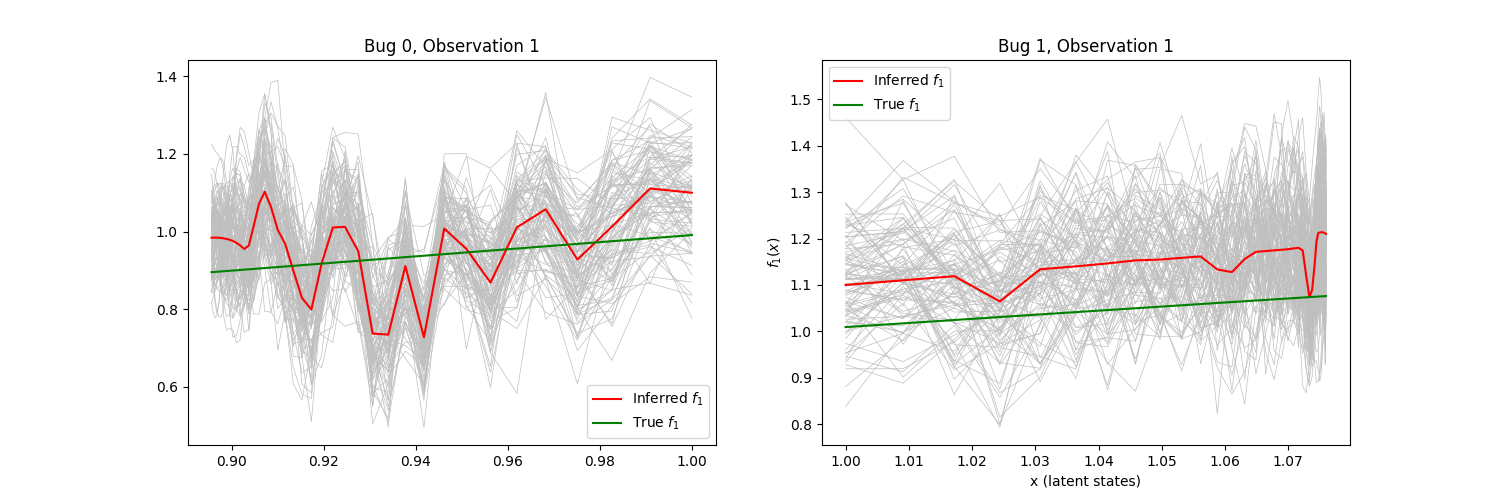 Bug 0, Observation 1
1.4
1.2
1.0
0.8
0.6
0.90 0.92 0.94 0.96 0.98 1.00
Inferred f₁
True f₁
Bug 1, Observation 1
Inferred f₁
True f₁
f₁(x)
1.5
1.4
1.3
1.2
1.1
1.0
0.9
0.8
1.00 1.01 1.02 1.03 1.04 1.05 1.06 1.07
x (latent states)